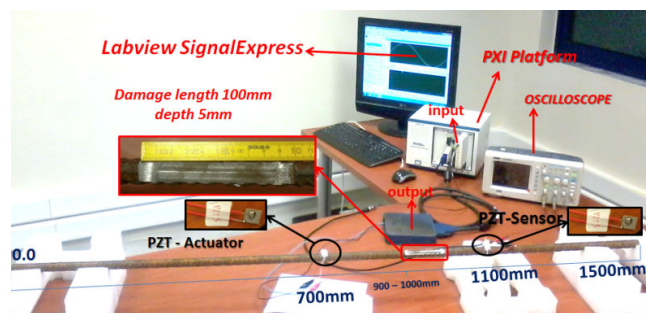 Labview SignalExpress
PXI Platform
Damage length 100mm
depth 5mm
input
OSCILLOSCOPE
output
PZT - Actuator
PZT-Sensor
0.0
700mm
900 – 1000mm
1100mm
1500mm